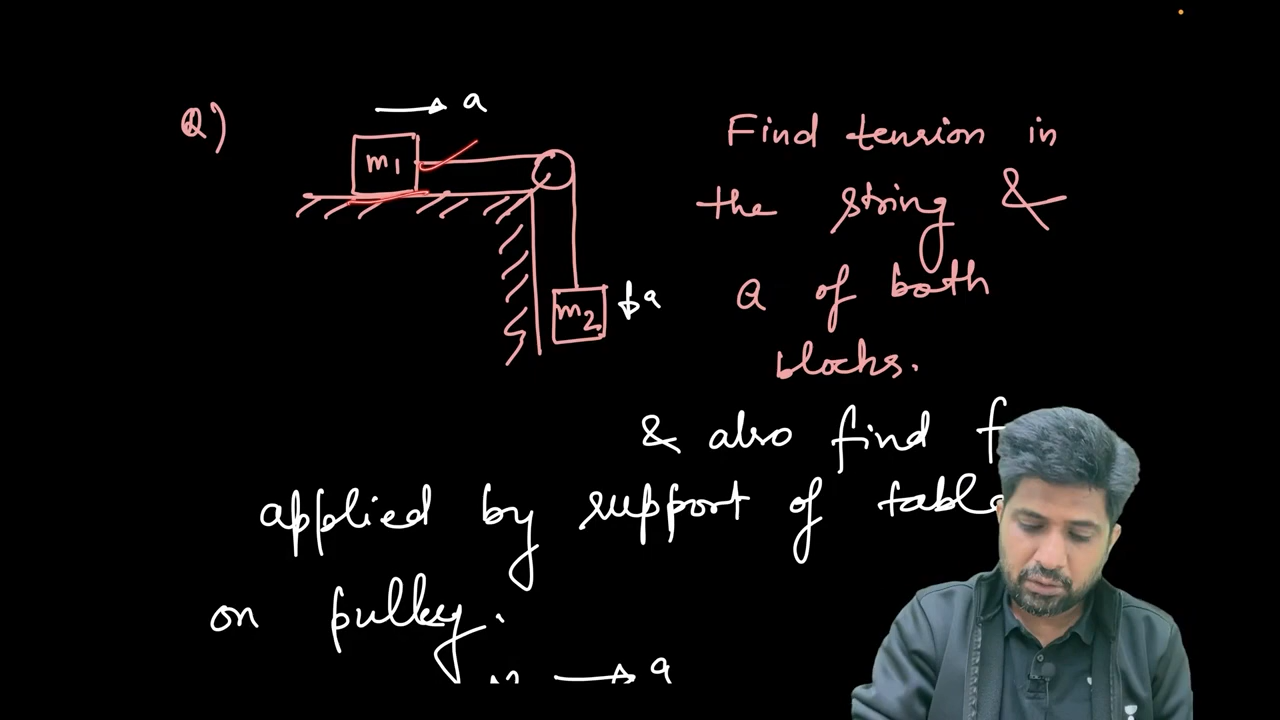 Q)
→ a
m1
m2
a
Find tension in
the string &
a of both
blocks.
& also find
applied by support of table
on pulley.
→ a